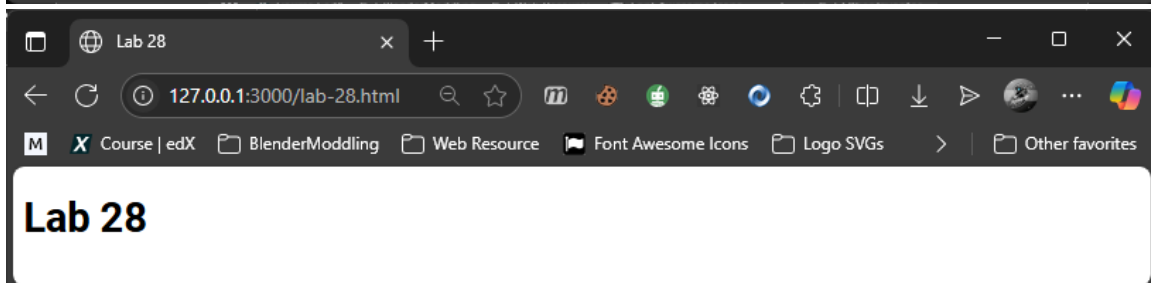 Lab 28
127.0.0.1:3000/lab-28.html
M X Course | edX BlenderModdling Web Resource Font Awesome Icons Logo SVGs Other favorites
Lab 28